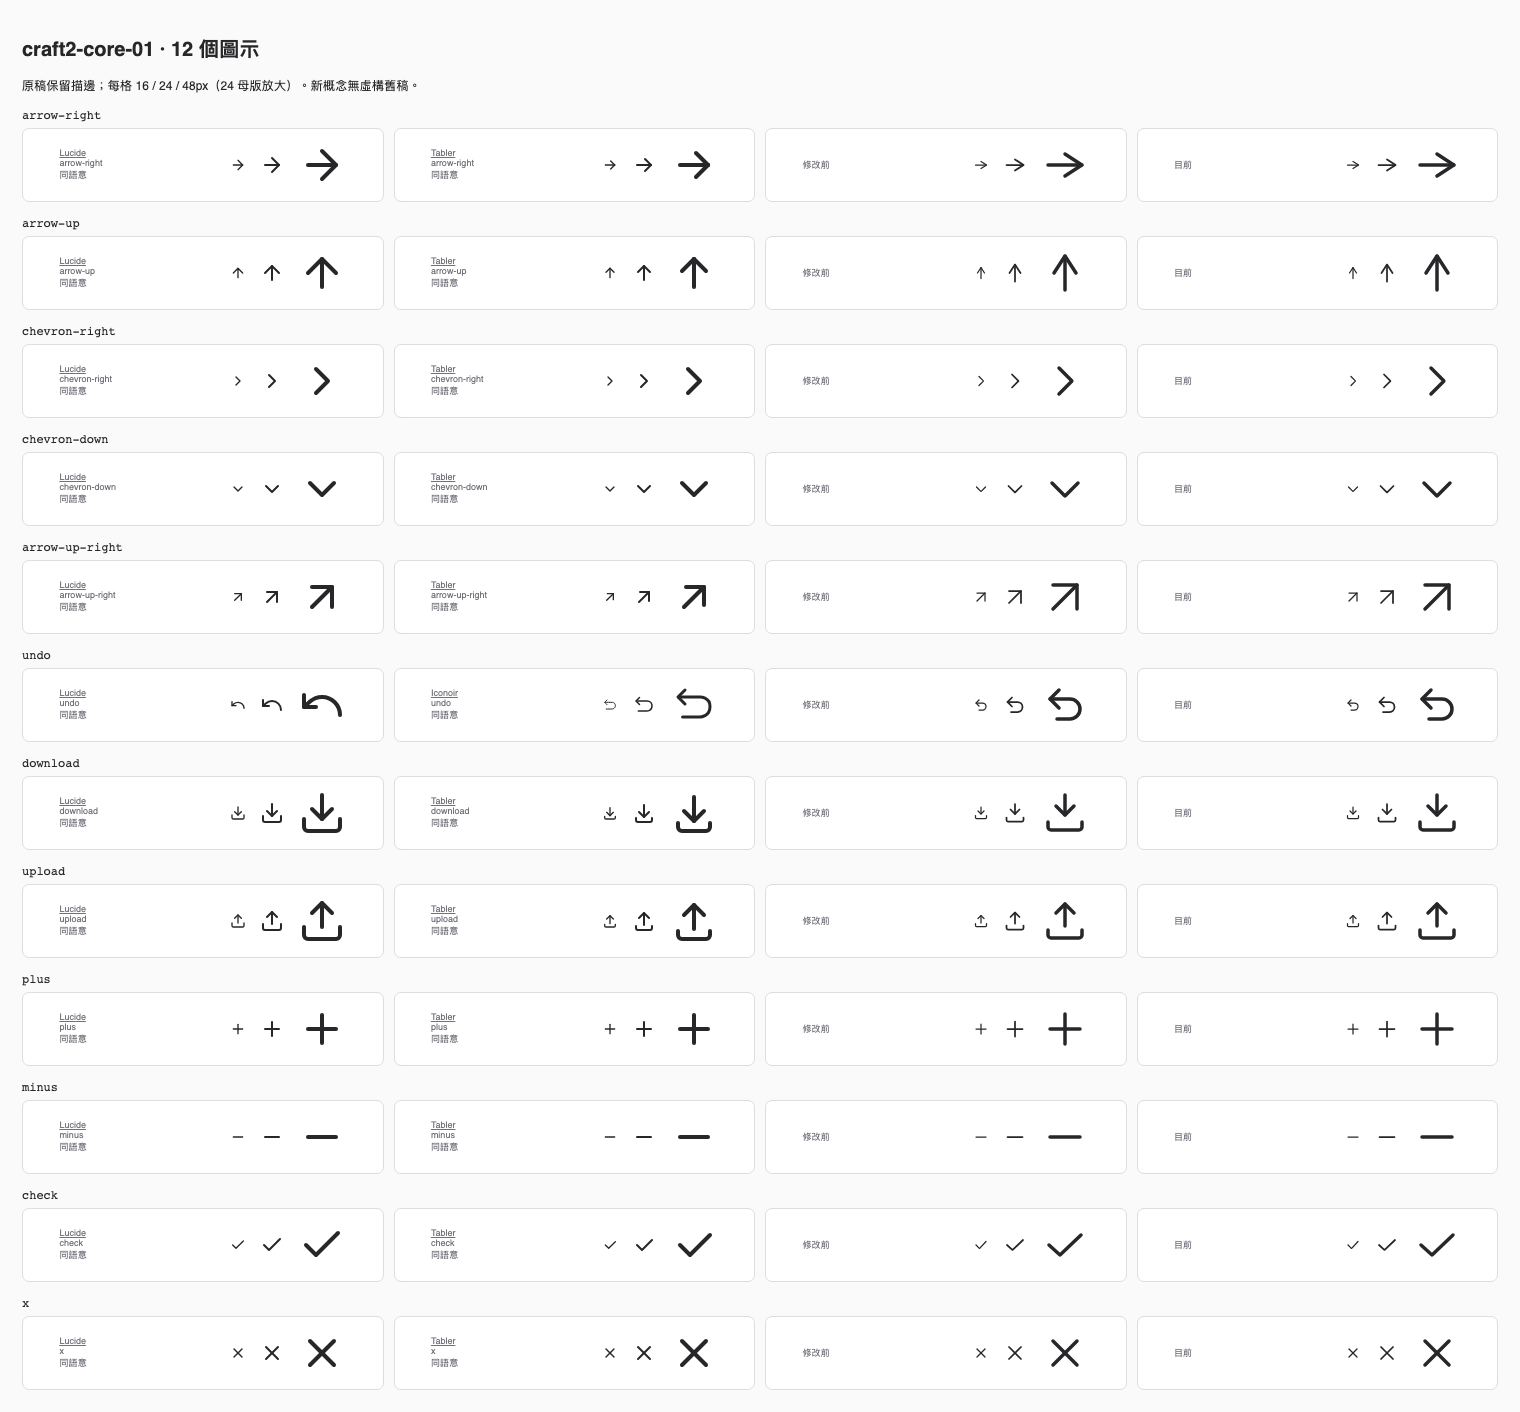 craft2-core-01 · 12 個圖示
原稿保留描邊；每格 16 / 24 / 48px（24 母版放大）。新概念無虛構舊稿。
arrow-right
Lucide
arrow-right
同語意
Tabler
arrow-right
同語意
修改前
目前
arrow-up
Lucide
arrow-up
同語意
Tabler
arrow-up
同語意
修改前
目前
chevron-right
Lucide
chevron-right
同語意
Tabler
chevron-right
同語意
修改前
目前
chevron-down
Lucide
chevron-down
同語意
Tabler
chevron-down
同語意
修改前
目前
arrow-up-right
Lucide
arrow-up-right
同語意
Tabler
arrow-up-right
同語意
修改前
目前
undo
Lucide
undo
同語意
Iconoir
undo
同語意
修改前
目前
download
Lucide
download
同語意
Tabler
download
同語意
修改前
目前
upload
Lucide
upload
同語意
Tabler
upload
同語意
修改前
目前
plus
Lucide
plus
同語意
Tabler
plus
同語意
修改前
目前
minus
Lucide
minus
同語意
Tabler
minus
同語意
修改前
目前
check
Lucide
check
同語意
Tabler
check
同語意
修改前
目前
x
Lucide
x
同語意
Tabler
x
同語意
修改前
目前